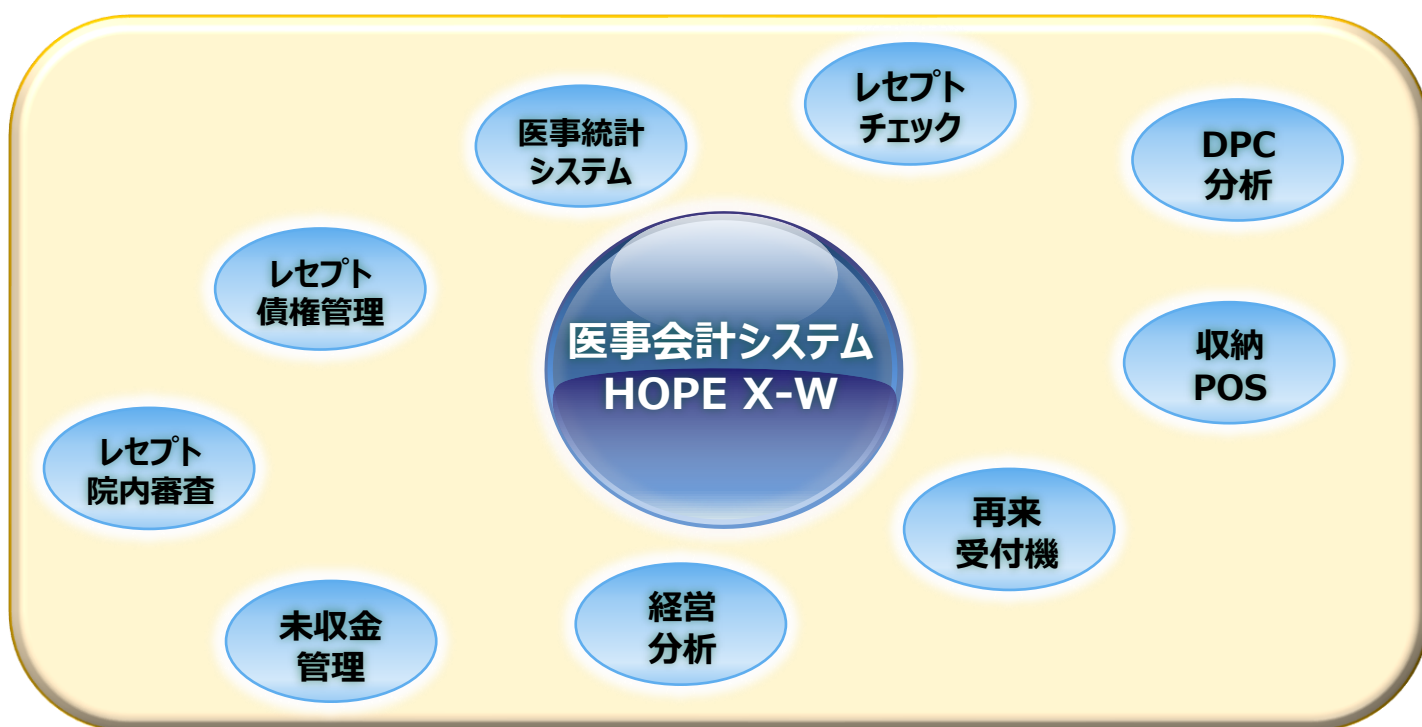 レセプト
チェック
医事統計
システム
DPC
分析
レセプト
債権管理
医事会計システム
HOPE X-W
収納
POS
レセプト
院内審査
再来
受付機
経営
分析
未収金
管理